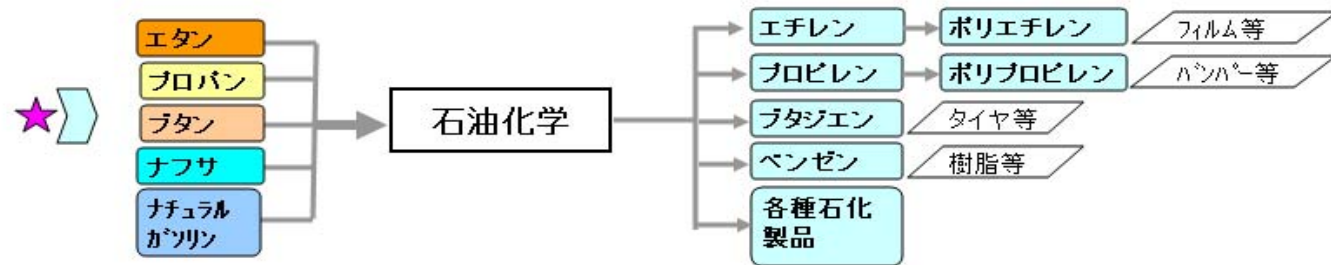 エタン
プロパン
ブタン
ナフサ
ナチュラル
ガソリン
石油化学
エチレン
ポリエチレン
フィルム等
プロピレン
ポリプロピレン
バンパー等
ブタジエン
タイヤ等
ベンゼン
樹脂等
各種石化
製品